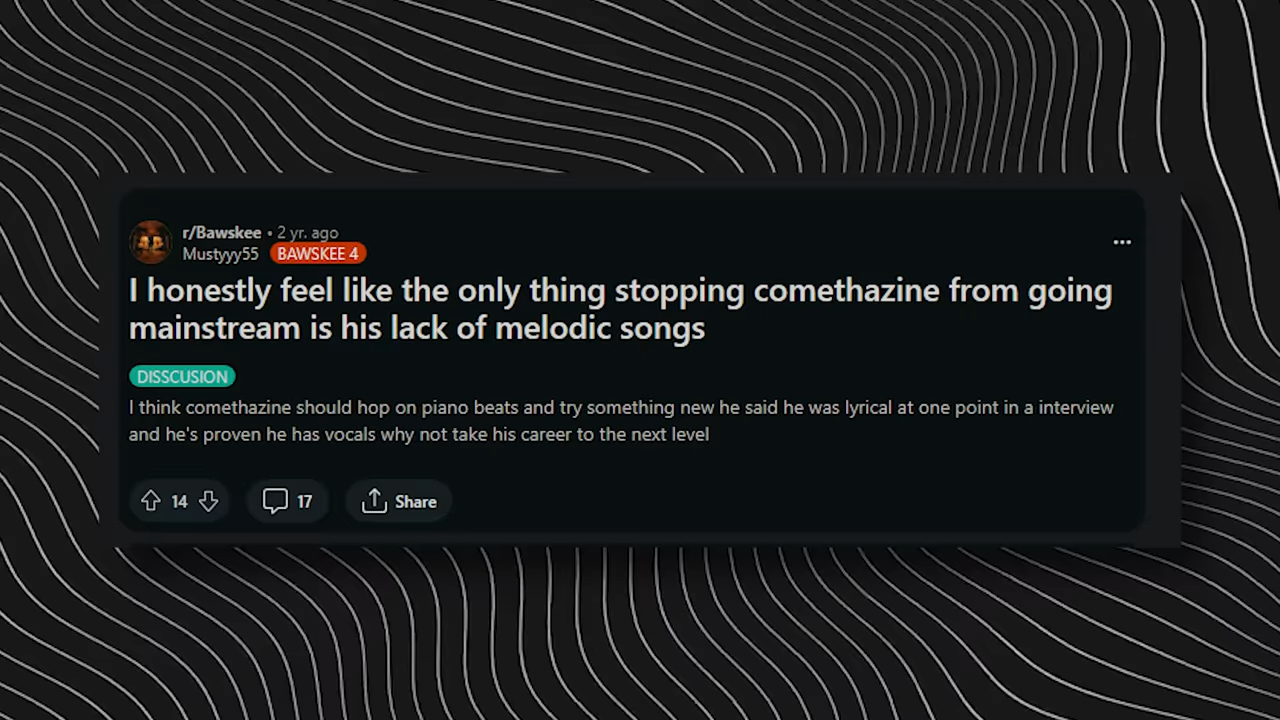 r/Bawskee • 2 yr. ago
Mustyyy55 BAWSKEE 4
I honestly feel like the only thing stopping comethazine from going
mainstream is his lack of melodic songs
DISSCUSION
I think comethazine should hop on piano beats and try something new he said he was lyrical at one point in a interview
and he's proven he has vocals why not take his career to the next level
14 17 Share